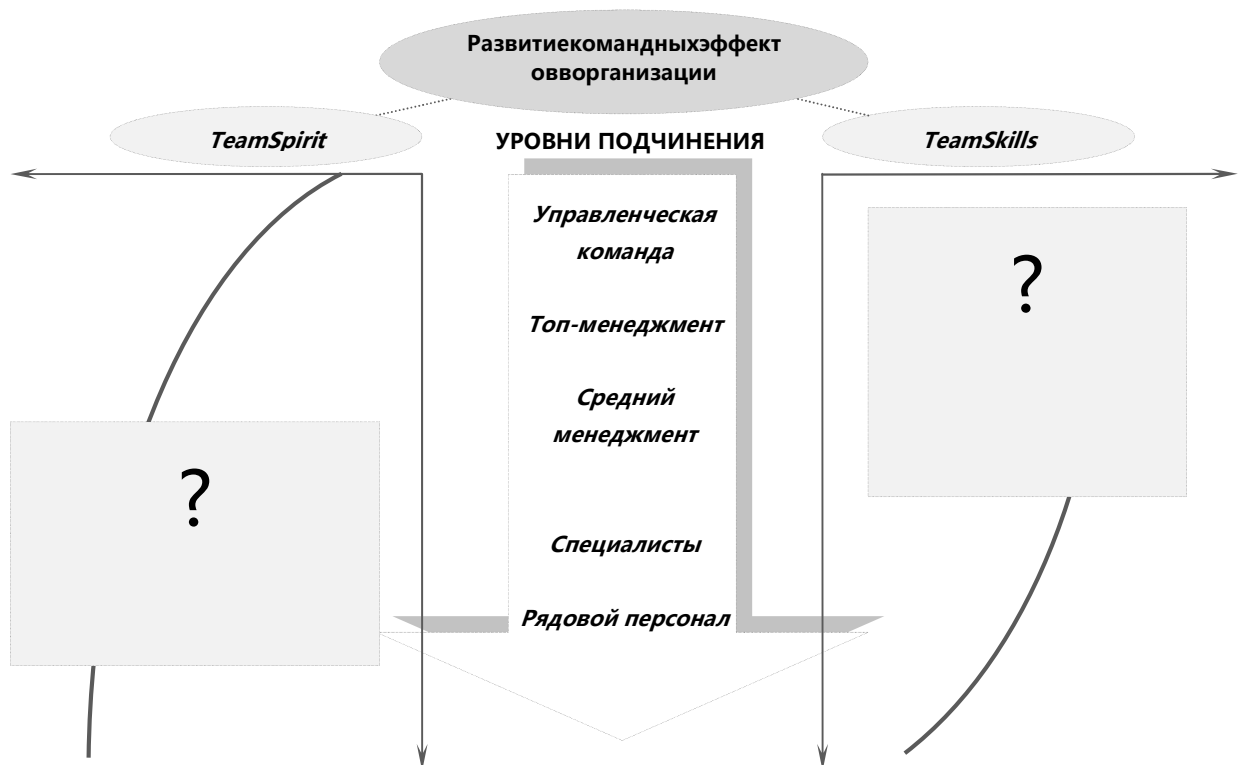 Развитиекомандныхэффект
овворганизации
TeamSpirit
УРОВНИ ПОДЧИНЕНИЯ
TeamSkills
Управленческая
команда
?
Топ-менеджмент
Средний
менеджмент
?
Специалисты
Рядовой персонал